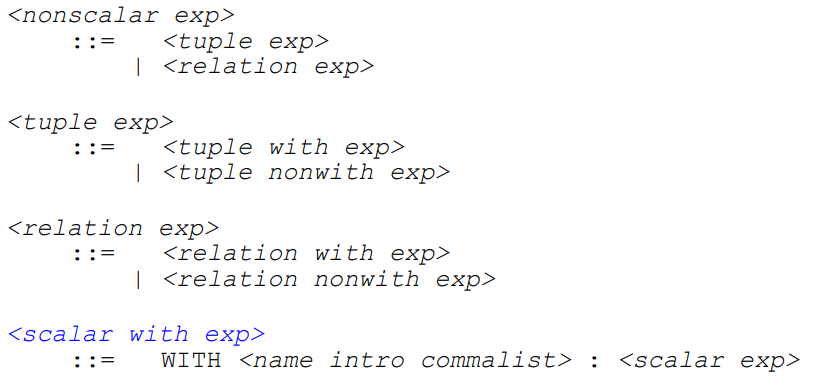 <nonscalar exp>
::= <tuple exp>
| <relation exp>
<tuple exp>
::= <tuple with exp>
| <tuple nonwith exp>
<relation exp>
::= <relation with exp>
| <relation nonwith exp>
<scalar with exp>
::= WITH <name intro commalist> : <scalar exp>